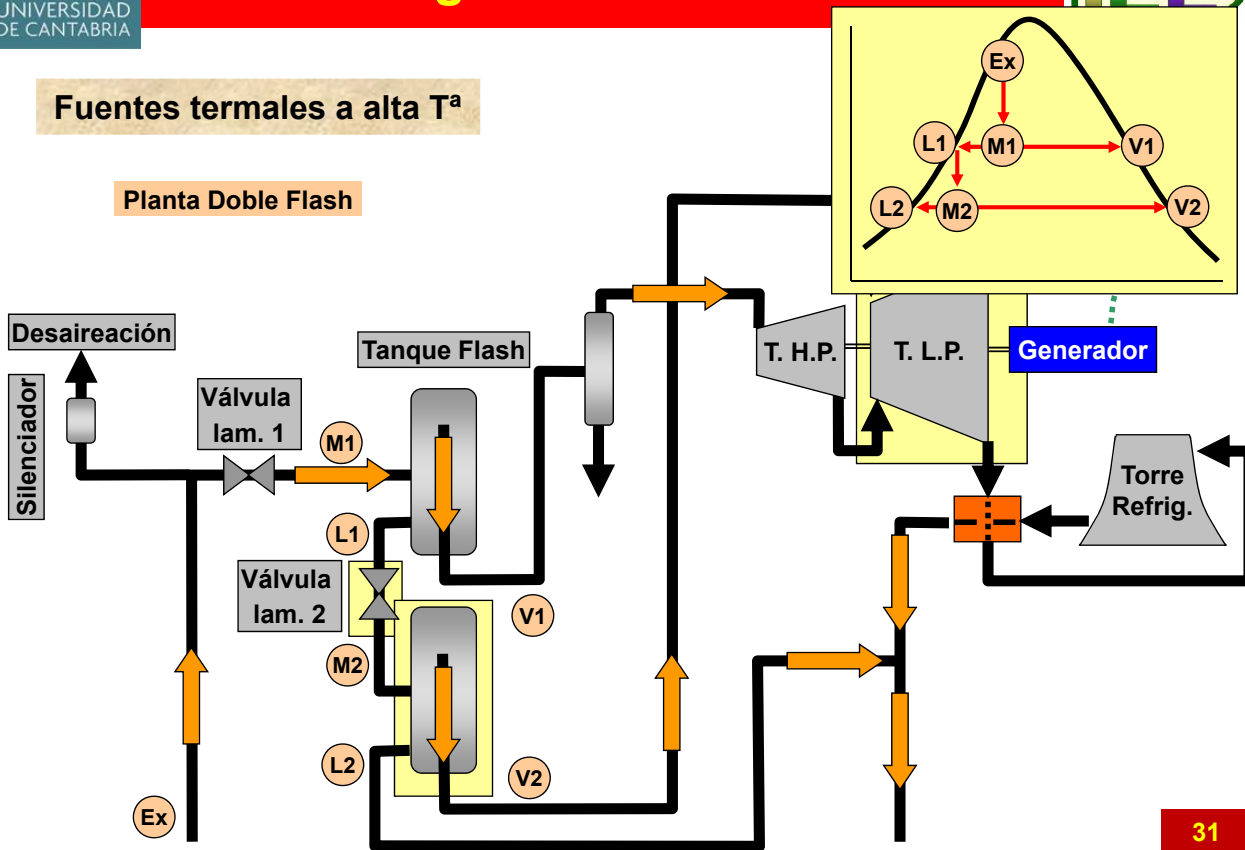 UNIVERSIDAD
DE CANTABRIA
Fuentes termales a alta Tª
Planta Doble Flash
Ex
L1
M1
V1
L2
M2
V2
Desaireación
Silenciador
Válvula
lam. 1
M1
Tanque Flash
T. H.P.
T. L.P.
Generador
Torre
Refrig.
L1
Válvula
lam. 2
V1
M2
L2
V2
Ex
31